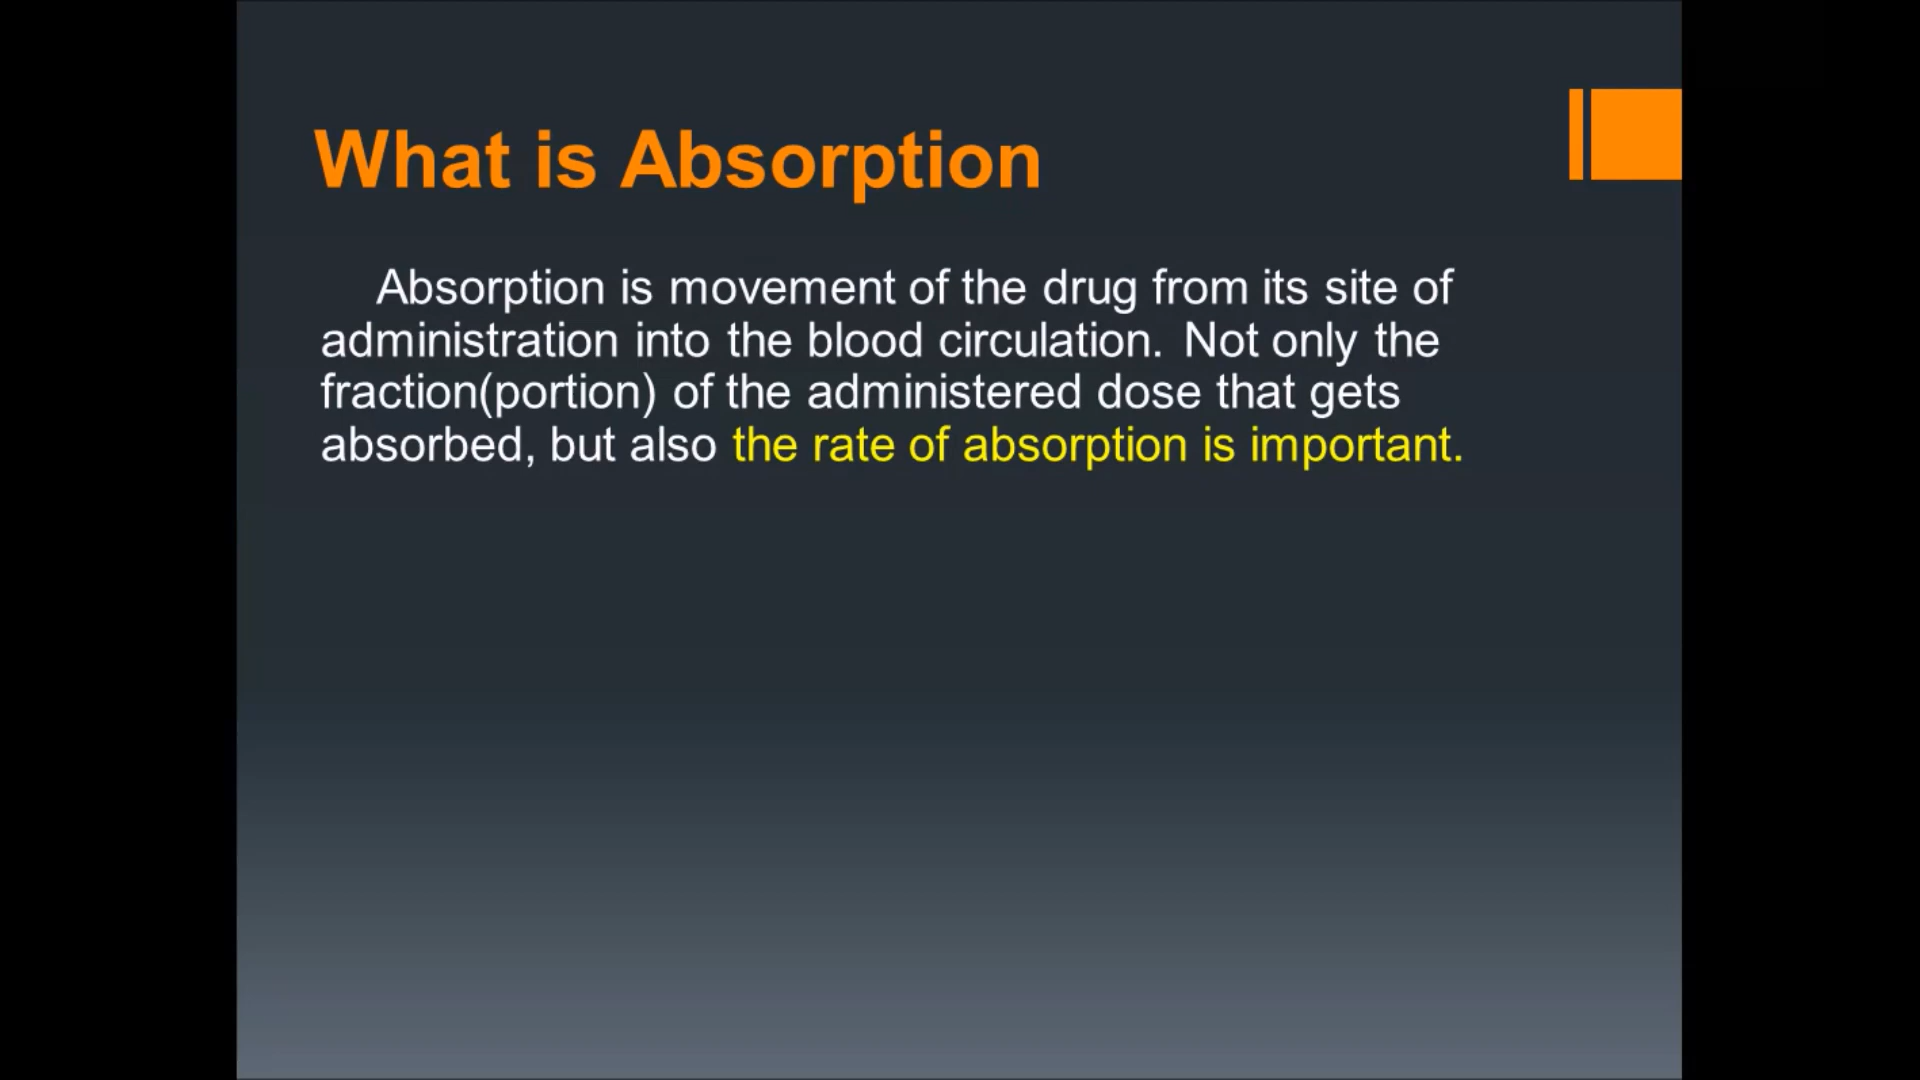 What is Absorption
Absorption is movement of the drug from its site of
administration into the blood circulation. Not only the
fraction(portion) of the administered dose that gets
absorbed, but also the rate of absorption is important.